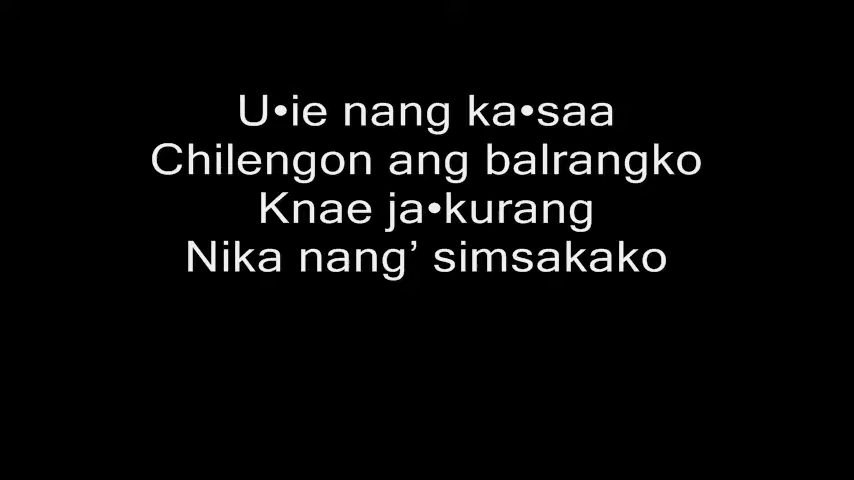 U•ie nang ka•saa
Chilengon ang balrangko
Knae ja•kurang
Nika nang’ simsakako